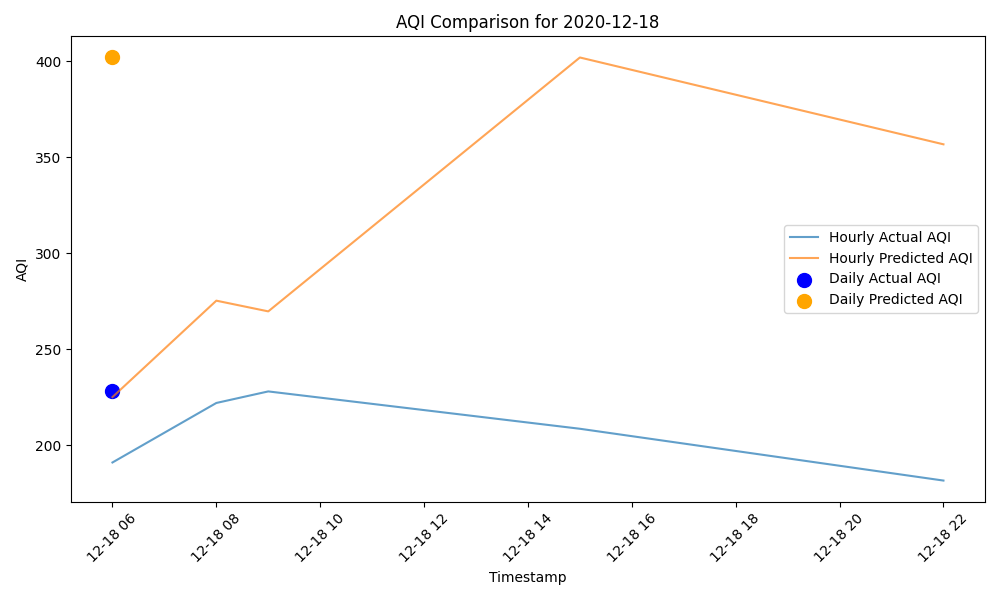 AQI Comparison for 2020-12-18
AQI
400
350
300
250
200
Hourly Actual AQI
Hourly Predicted AQI
Daily Actual AQI
Daily Predicted AQI
12-18 06
12-18 08
12-18 10
12-18 12
12-18 14
12-18 16
12-18 18
12-18 20
12-18 22
Timestamp